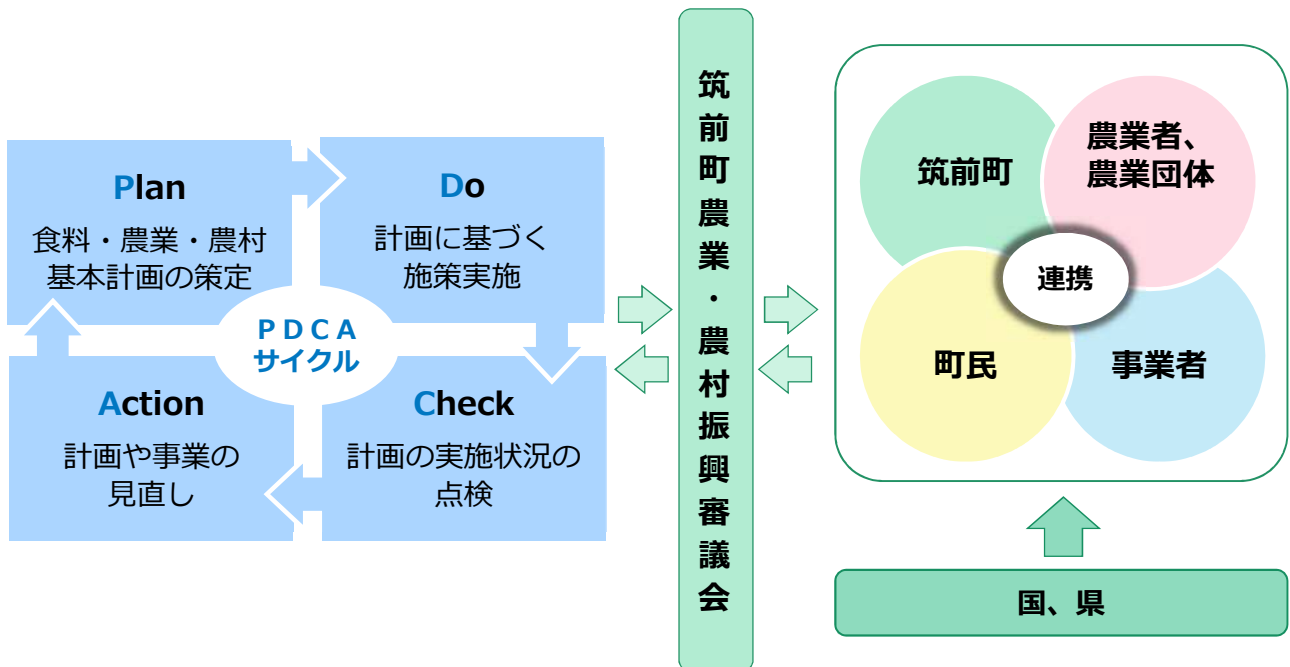 Plan
食料・農業・農村
基本計画の策定
Do
計画に基づく
施策実施
PDCA
サイクル
Action
計画や事業の
見直し
Check
計画の実施状況の
点検
筑前町農業・農村振興審議会
筑前町
農業者、
農業団体
連携
町民
事業者
国、県